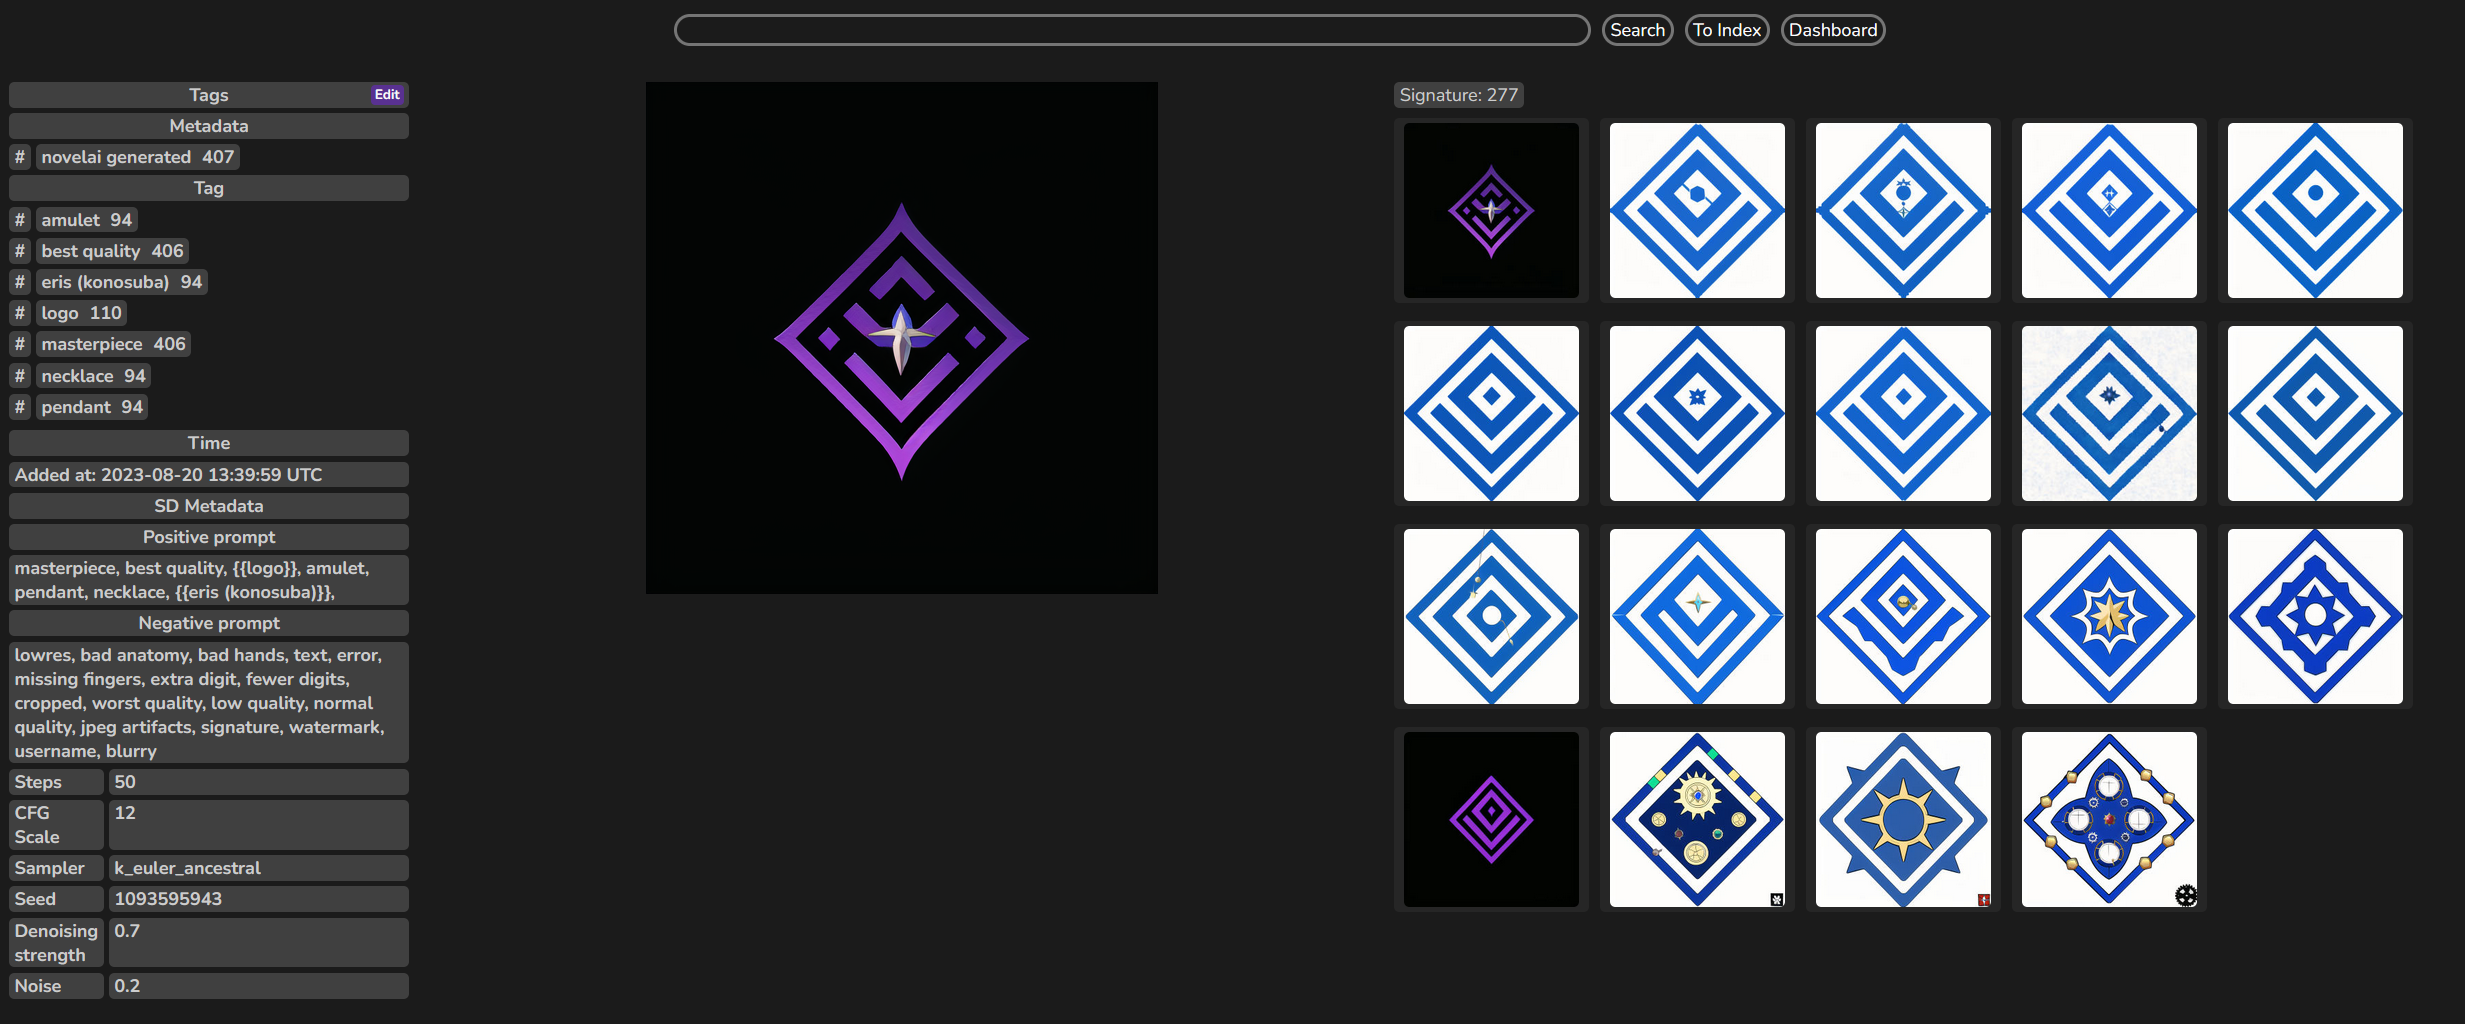 Search
To Index
Dashboard
Tags
Edit
Metadata
# novelai generated 407
Tag
# amulet 94
# best quality 406
# eris (konosuba) 94
# logo 110
# masterpiece 406
# necklace 94
# pendant 94
Time
Added at: 2023-08-20 13:39:59 UTC
SD Metadata
Positive prompt
masterpiece, best quality, {{logo}}, amulet,
pendant, necklace, {{eris (konosuba)}},
Negative prompt
lowres, bad anatomy, bad hands, text, error,
missing fingers, extra digit, fewer digits,
cropped, worst quality, low quality, normal
quality, jpeg artifacts, signature, watermark,
username, blurry
Steps 50
CFG 12
Scale
Sampler k_euler_ancestral
Seed 1093595943
Denoising 0.7
strength
Noise 0.2
Signature: 277